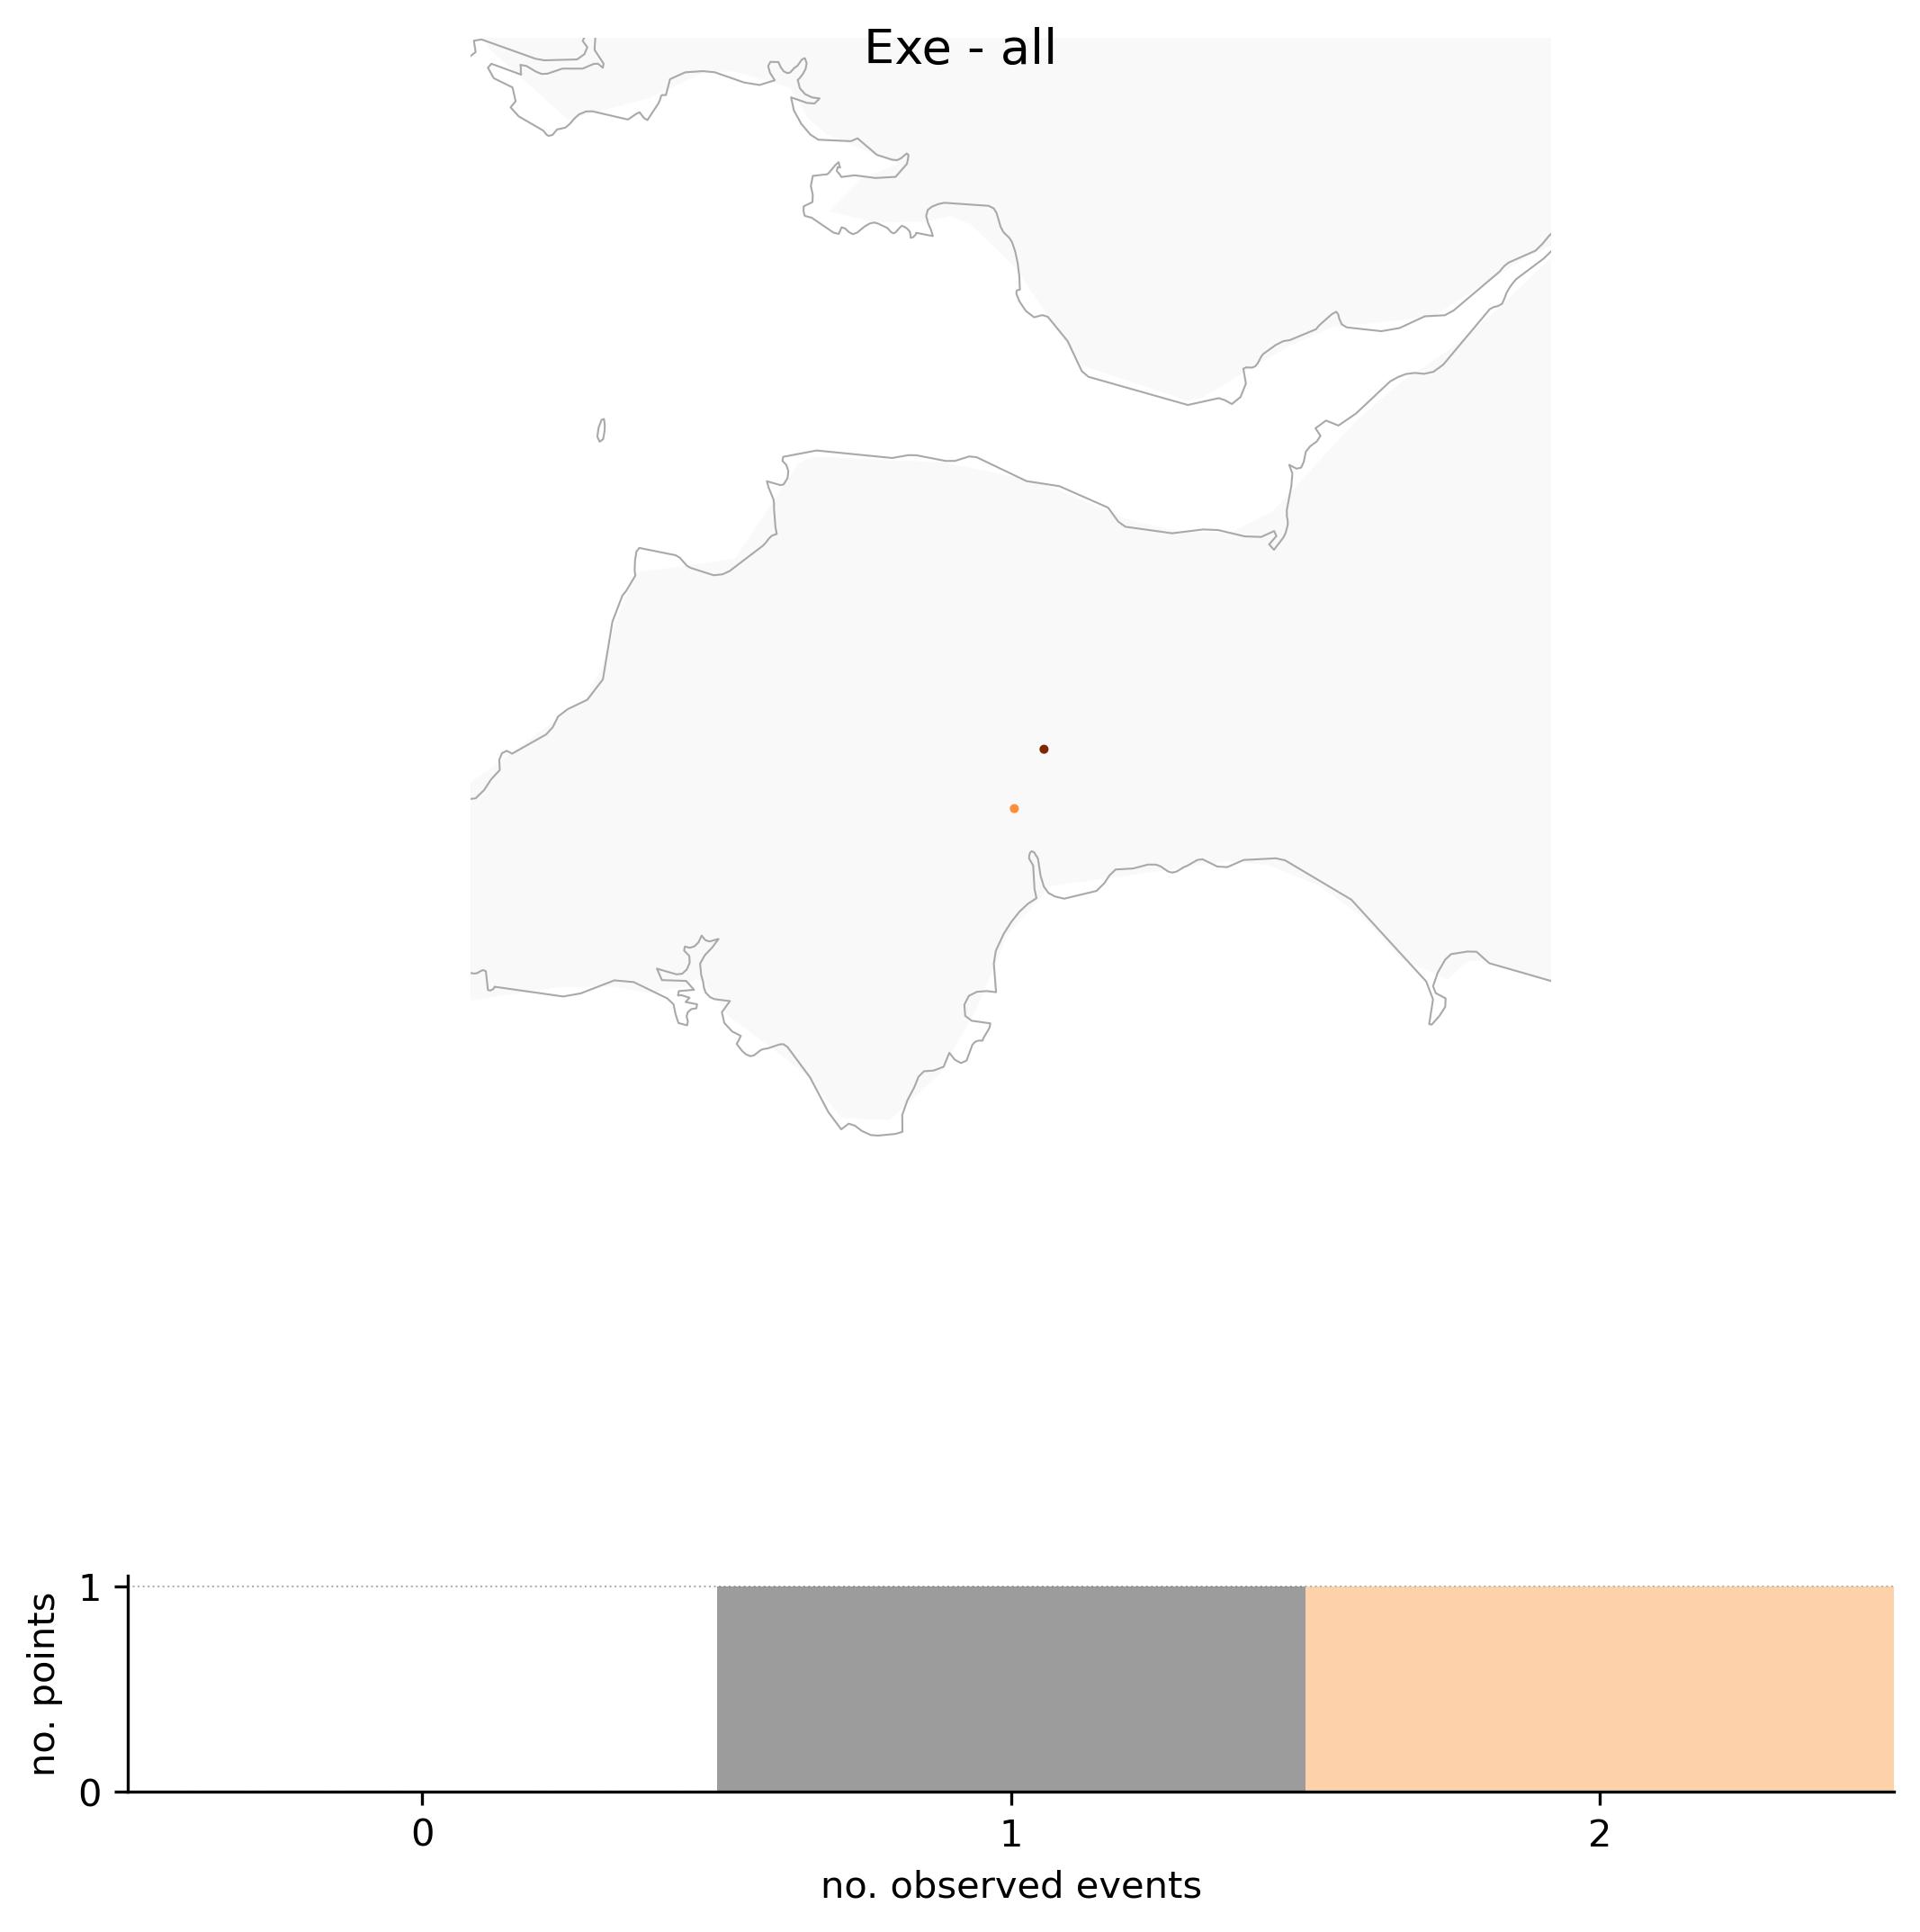 Exe - all
1
0
no. points
0 1 2
no. observed events